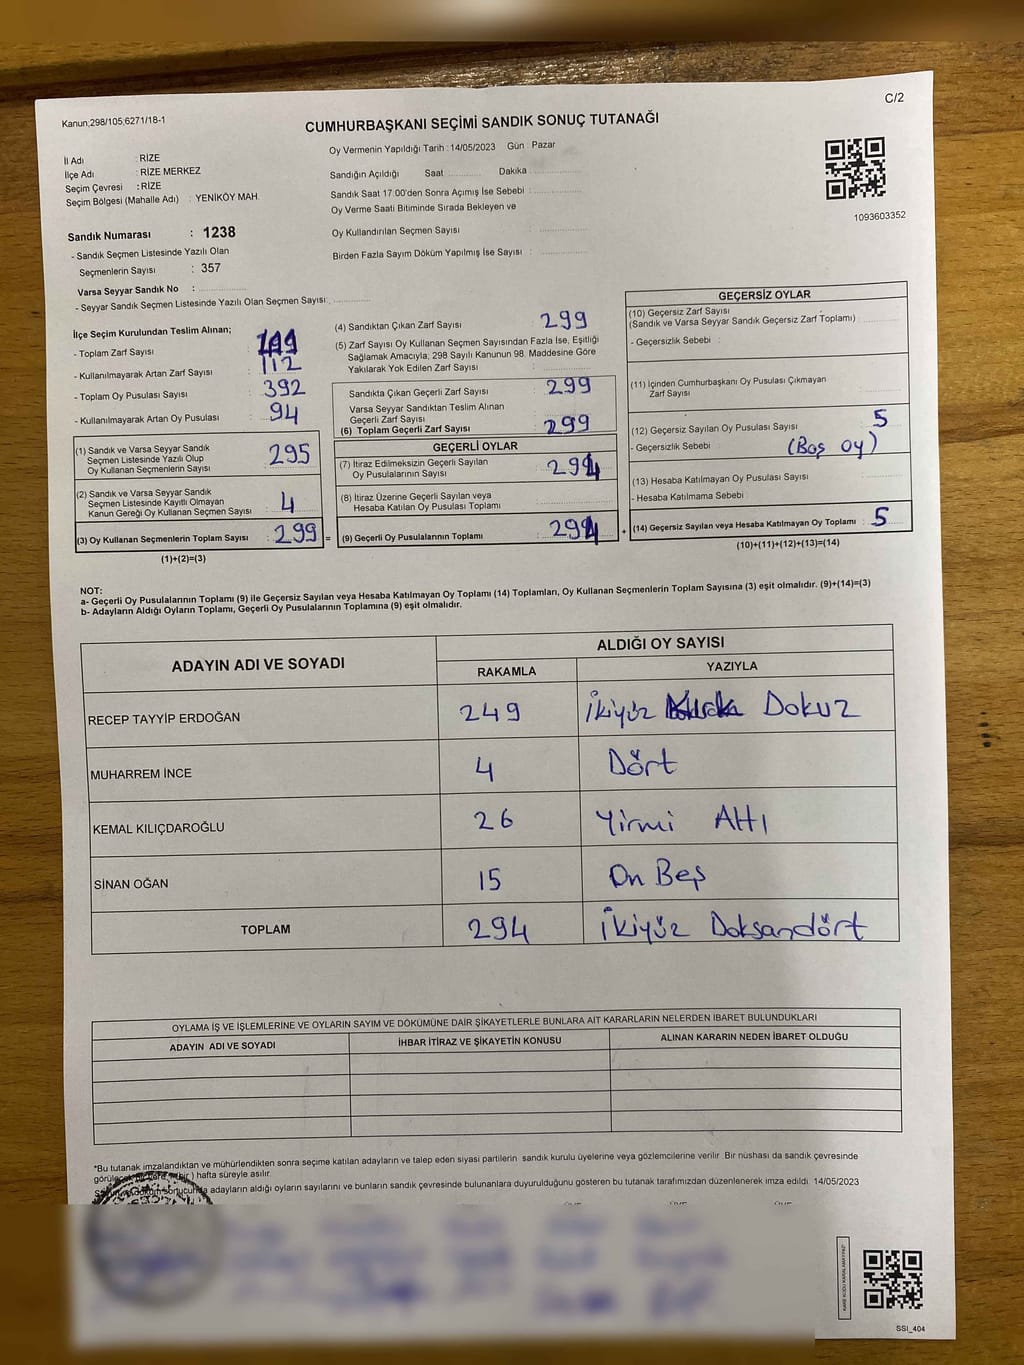 C/2
Kanun;298/105,6271/18-1
CUMHURBAŞKANI SEÇİMİ SANDIK SONUÇ TUTANAĞI
Oy Vermenin Yapıldığı Tarih : 14/05/2023 Gün : Pazar
İl Adı : RİZE
İlçe Adı : RİZE MERKEZ
Seçim Çevresi : RİZE
Seçim Bölgesi (Mahalle Adı) : YENİKÖY MAH.
Sandığın Açıldığı Saat Dakika
Sandık Saat 17.00'den Sonra Açımış İse Sebebi :
Oy Verme Saati Bitiminde Sırada Bekleyen ve
Oy Kullandırılan Seçmen Sayısı :
Birden Fazla Sayım Döküm Yapılmış İse Sayısı :
1093603352
Sandık Numarası : 1238
- Sandık Seçmen Listesinde Yazılı Olan
Seçmenlerin Sayısı : 357
Varsa Seyyar Sandık No :
- Seyyar Sandık Seçmen Listesinde Yazılı Olan Seçmen Sayısı :
İlçe Seçim Kurulundan Teslim Alınan;
- Toplam Zarf Sayısı :
- Kullanılmayarak Artan Zarf Sayısı : 112
- Toplam Oy Pusulası Sayısı : 392
- Kullanılmayarak Artan Oy Pusulası : 94
(1) Sandık ve Varsa Seyyar Sandık
Seçmen Listesinde Yazılı Olup
Oy Kullanan Seçmenlerin Sayısı : 295
(2) Sandık ve Varsa Seyyar Sandık
Seçmen Listesinde Kayıtlı Olmayan
Kanun Gereği Oy Kullanan Seçmen Sayısı : 4
(3) Oy Kullanan Seçmenlerin Toplam Sayısı : 299 =
(1)+(2)=(3)
(4) Sandıktan Çıkan Zarf Sayısı : 299
(5) Zarf Sayısı Oy Kullanan Seçmen Sayısından Fazla İse, Eşitliği
Sağlamak Amacıyla; 298 Sayılı Kanunun 98. Maddesine Göre
Yakılarak Yok Edilen Zarf Sayısı :
Sandıkta Çıkan Geçerli Zarf Sayısı : 299
Varsa Seyyar Sandıktan Teslim Alınan
Geçerli Zarf Sayısı :
(6) Toplam Geçerli Zarf Sayısı : 299
GEÇERLİ OYLAR
(7) İtiraz Edilmeksizin Geçerli Sayılan
Oy Pusulalarının Sayısı : 294
(8) İtiraz Üzerine Geçerli Sayılan veya
Hesaba Katılan Oy Pusulası Toplamı :
(9) Geçerli Oy Pusulalarının Toplamı : 294 +
GEÇERSİZ OYLAR
(10) Geçersiz Zarf Sayısı
(Sandık ve Varsa Seyyar Sandık Geçersiz Zarf Toplamı) :
- Geçersizlik Sebebi :
(11) İçinden Cumhurbaşkanı Oy Pusulası Çıkmayan
Zarf Sayısı :
(12) Geçersiz Sayılan Oy Pusulası Sayısı : 5
- Geçersizlik Sebebi : (Boş oy)
(13) Hesaba Katılmayan Oy Pusulası Sayısı :
- Hesaba Katılmama Sebebi :
(14) Geçersiz Sayılan veya Hesaba Katılmayan Oy Toplamı : 5
(10)+(11)+(12)+(13)=(14)
NOT:
a- Geçerli Oy Pusulalarının Toplamı (9) ile Geçersiz Sayılan veya Hesaba Katılmayan Oy Toplamı (14) Toplamları, Oy Kullanan Seçmenlerin Toplam Sayısına (3) eşit olmalıdır. (9)+(14)=(3)
b- Adayların Aldığı Oyların Toplamı, Geçerli Oy Pusulalarının Toplamına (9) eşit olmalıdır.
ADAYIN ADI VE SOYADI
ALDIĞI OY SAYISI
RAKAMLA YAZIYLA
RECEP TAYYİP ERDOĞAN 249 İkiyüz Kırk Dokuz
MUHARREM İNCE 4 Dört
KEMAL KILIÇDAROĞLU 26 Yirmi Altı
SİNAN OĞAN 15 On Beş
TOPLAM 294 İkiyüz Doksandört
OYLAMA İŞ VE İŞLEMLERİNE VE OYLARIN SAYIM VE DÖKÜMÜNE DAİR ŞİKAYETLERLE BUNLARA AİT KARARLARIN NELERDEN İBARET BULUNDUKLARI
ADAYIN ADI VE SOYADI İHBAR İTİRAZ VE ŞİKAYETİN KONUSU ALINAN KARARIN NEDEN İBARET OLDUĞU
*Bu tutanak imzalandıktan ve mühürlendikten sonra seçime katılan adayların ve talep eden siyasi partilerin sandık kurulu üyelerine veya gözlemcilerine verilir. Bir nüshası da sandık çevresinde
bir ) hafta süreyle asılır.
adayların aldığı oyların sayılarını ve bunların sandık çevresinde bulunanlara duyurulduğunu gösteren bu tutanak tarafımızdan düzenlenerek imza edildi. 14/05/2023
SSI_404